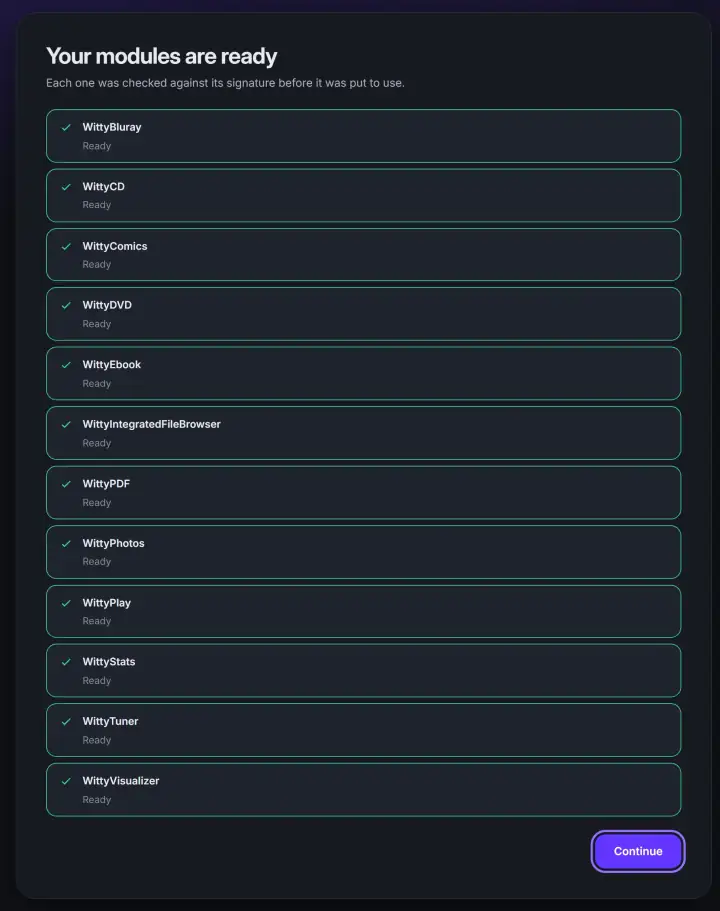 Your modules are ready
Each one was checked against its signature before it was put to use.
WittyBluray
Ready
WittyCD
Ready
WittyComics
Ready
WittyDVD
Ready
WittyEbook
Ready
WittyIntegratedFileBrowser
Ready
WittyPDF
Ready
WittyPhotos
Ready
WittyPlay
Ready
WittyStats
Ready
WittyTuner
Ready
WittyVisualizer
Ready
Continue